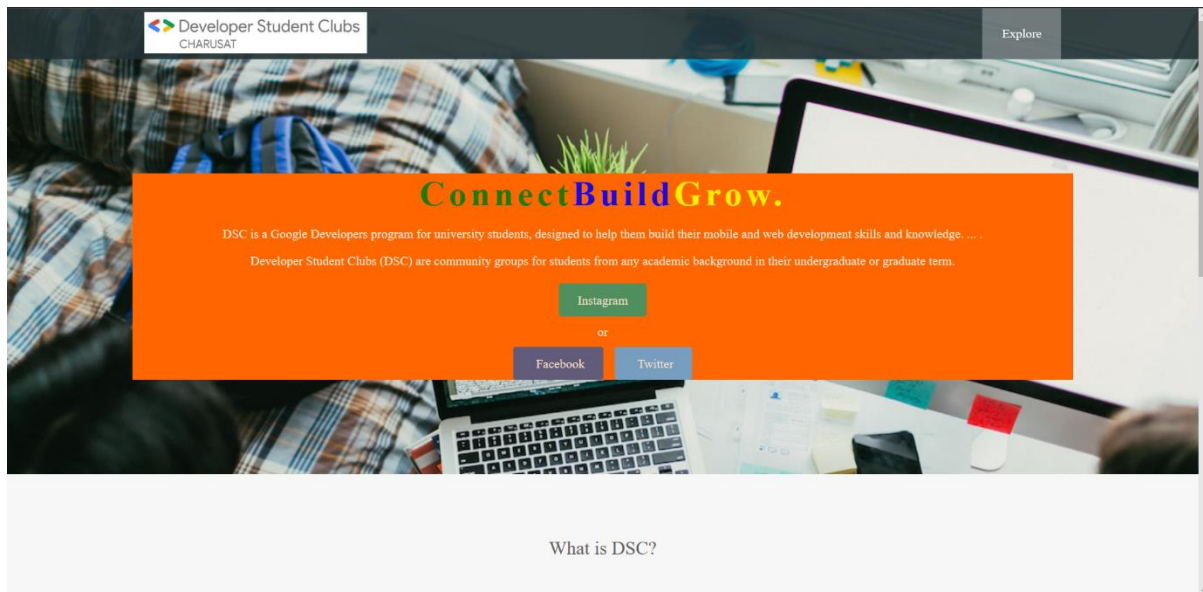 Developer Student Clubs
CHARUSAT
Explore
ConnectBuildGrow.
DSC is a Google Developers program for university students, designed to help them build their mobile and web development skills and knowledge. ... .
Developer Student Clubs (DSC) are community groups for students from any academic background in their undergraduate or graduate term.
Instagram
or
Facebook Twitter
What is DSC?